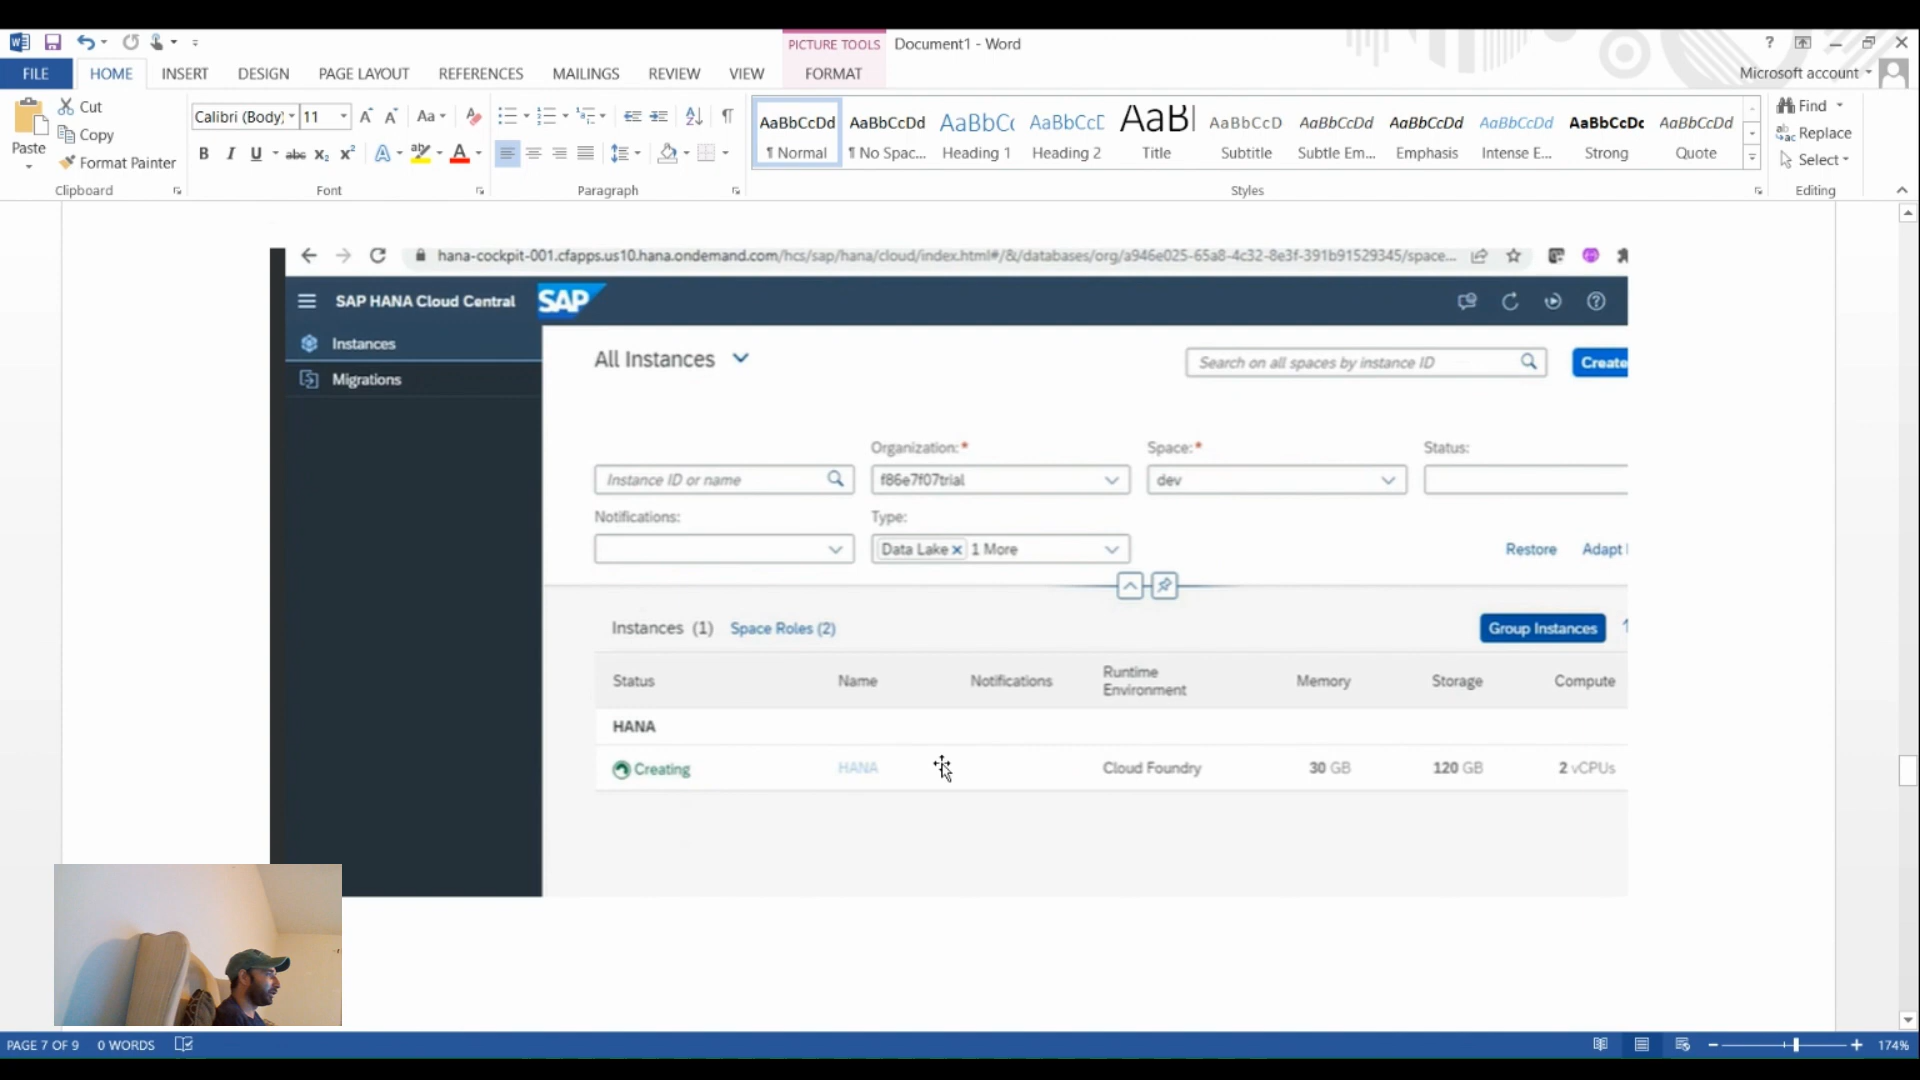 PICTURE TOOLS
Document1 - Word
?
FILE
HOME
INSERT
DESIGN
PAGE LAYOUT
REFERENCES
MAILINGS
REVIEW
VIEW
FORMAT
Microsoft account
Paste
Cut
Copy
Format Painter
Clipboard
Calibri (Body)
11
Aa
B I U abc X₂ X²
A
Font
Paragraph
AaBbCcDd
¶ Normal
AaBbCcDd
¶ No Spac...
AaBbC
Heading 1
AaBbCc
Heading 2
AaB
Title
AaBbCcD
Subtitle
AaBbCcDd
Subtle Em...
AaBbCcDd
Emphasis
AaBbCcDd
Intense E...
AaBbCcDc
Strong
AaBbCcDd
Quote
Styles
Find
Replace
Select
Editing
hana-cockpit-001.cfapps.us10.hana.ondemand.com/hcs/sap/hana/cloud/index.html#/&/databases/org/a946e025-65a8-4c32-8e3f-391b91529345/space...
SAP HANA Cloud Central
SAP
Instances
Migrations
All Instances
Search on all spaces by instance ID
Create
Organization:*
Space:*
Status:
Instance ID or name
f86e7f07trial
dev
Notifications:
Type:
Data Lake
1 More
Restore
Adapt
Instances (1)
Space Roles (2)
Group Instances
Status
Name
Notifications
Runtime
Environment
Memory
Storage
Compute
HANA
Creating
HANA
Cloud Foundry
30 GB
120 GB
2 vCPUs
PAGE 7 OF 9
0 WORDS
174%